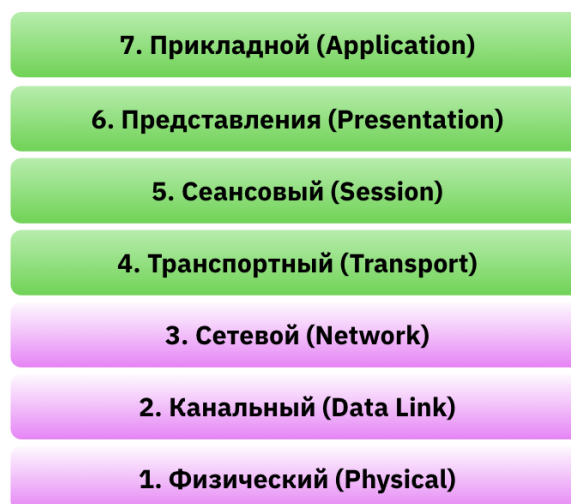 7. Прикладной (Application)
6. Представления (Presentation)
5. Сеансовый (Session)
4. Транспортный (Transport)
3. Сетевой (Network)
2. Канальный (Data Link)
1. Физический (Physical)